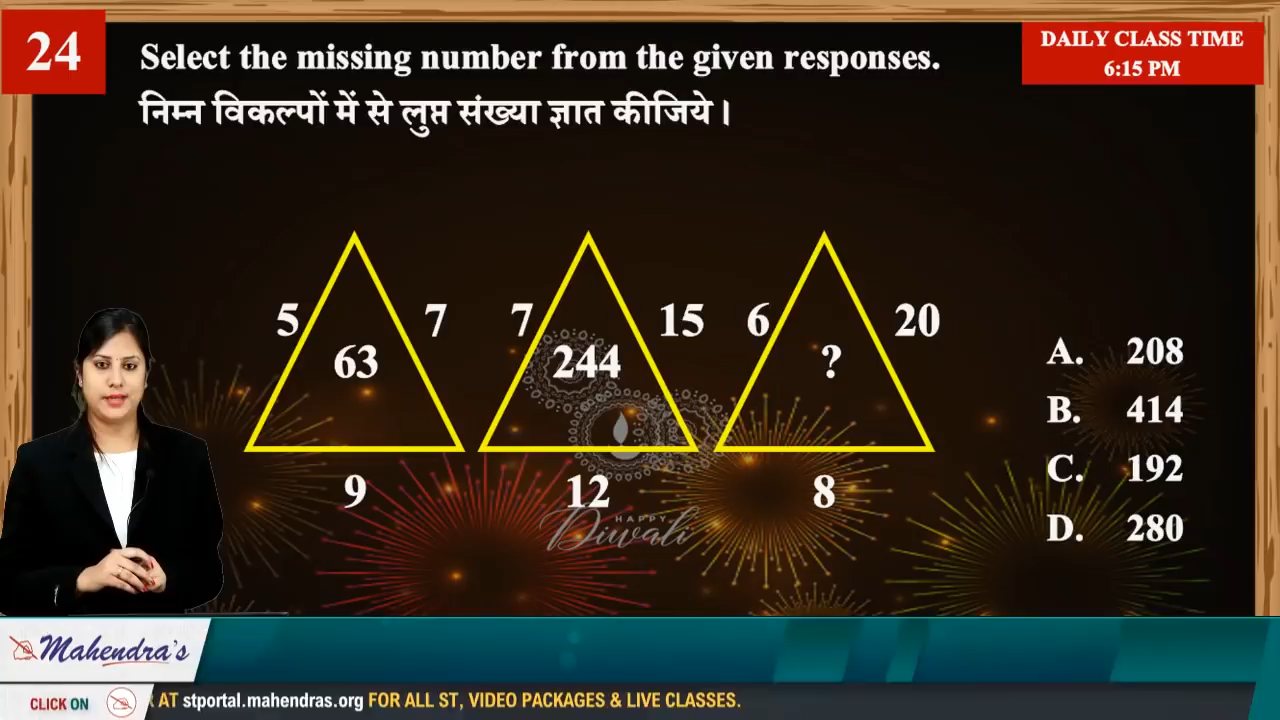 24
Select the missing number from the given responses.
निम्न विकल्पों में से लुप्त संख्या ज्ञात कीजिये।
DAILY CLASS TIME
6:15 PM
5 7 7 15 6 20
63 244 ?
9 12 8
A. 208
B. 414
C. 192
D. 280
HAPPY
Diwali
Mahendra's
CLICK ON
AT stportal.mahendras.org FOR ALL ST, VIDEO PACKAGES & LIVE CLASSES.